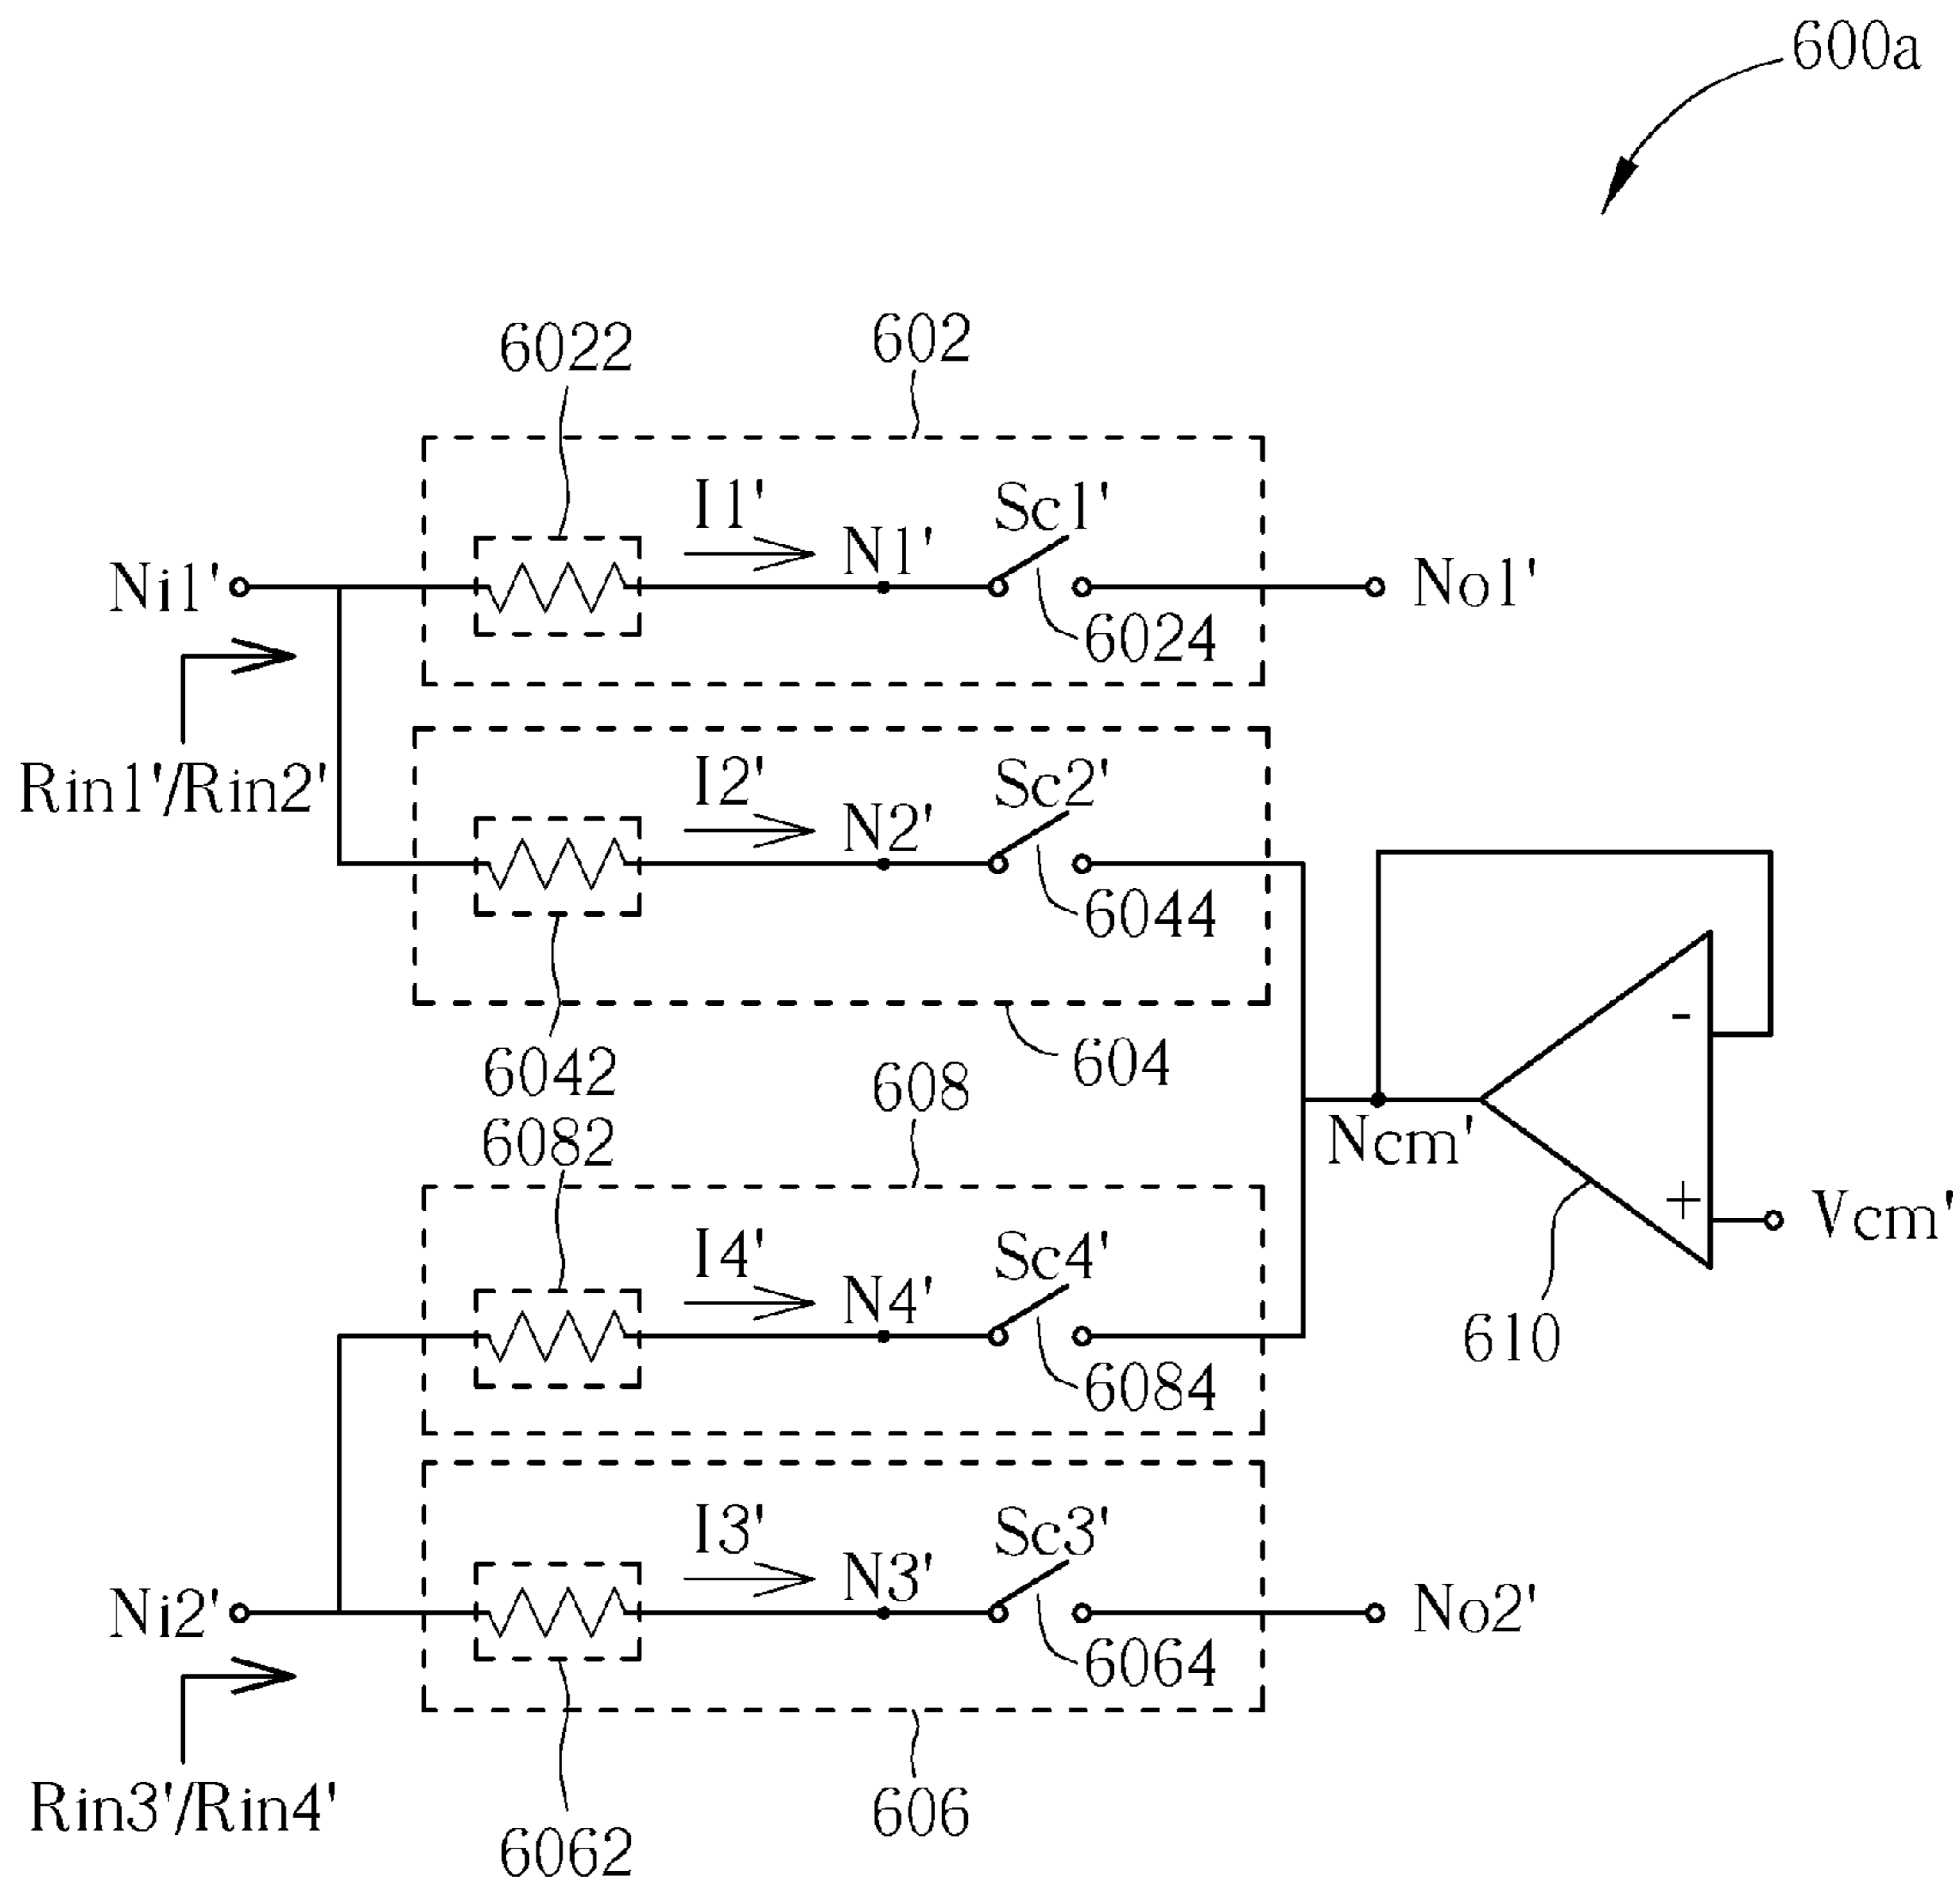 600a
6022
602
I1'
N1'
Sc1'
Ni1'
No1'
6024
Rin1'/Rin2'
I2'
N2'
Sc2'
6044
6042
604
608
6082
-
Ncm'
+
Vcm'
I4'
N4'
Sc4'
6084
610
I3'
N3'
Sc3'
Ni2'
No2'
6064
Rin3'/Rin4'
6062
606